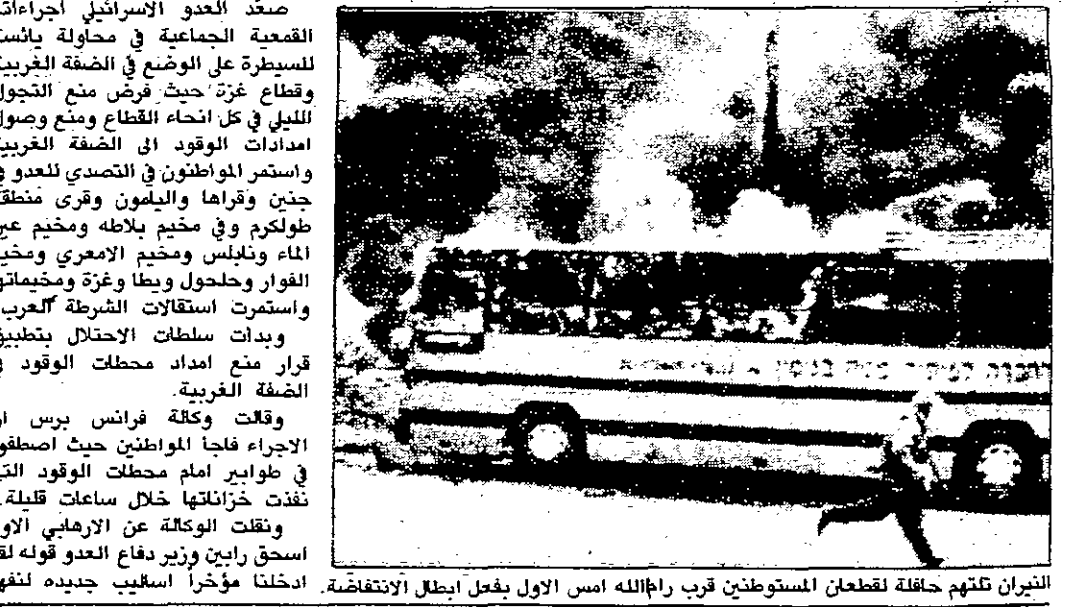 صعد العدو الاسرائيلي اجراءاته
القمعية الجماعية في محاولة يائسة
للسيطرة على الوضع في الضفة الغربية
وقطاع غزة حيث فرض منع التجول
الليلي في كل انحاء القطاع ومنع وصول
امدادات الوقود الى الضفة الغربية
واستمر المواطنون في التصدي للعدو في
جنين وقراها واليامون وقرى منطقة
طولكرم وفي مخيم بلاطه ومخيم عين
الماء ونابلس ومخيم الامعري ومخيم
الفوار وحلحول ويطا وغزة ومخيماتها
واستمرت استقالات الشرطة العرب.
وبدات سلطات الاحتلال بتطبيق
قرار منع امداد محطات الوقود في
الضفة الغربية.
وقالت وكالة فرانس برس ان
الاجراء فاجأ المواطنين حيث اصطفوا
في طوابير امام محطات الوقود التي
نفذت خزاناتها خلال ساعات قليلة.
ونقلت الوكالة عن الارهابي الاول
اسحق رابين وزير دفاع العدو قوله لقد
ادخلنا مؤخراً اساليب جديده لنفهم
النيران تلتهم حافلة لقطعان المستوطنين قرب رام الله امس الاول بفعل ابطال الانتفاضة.